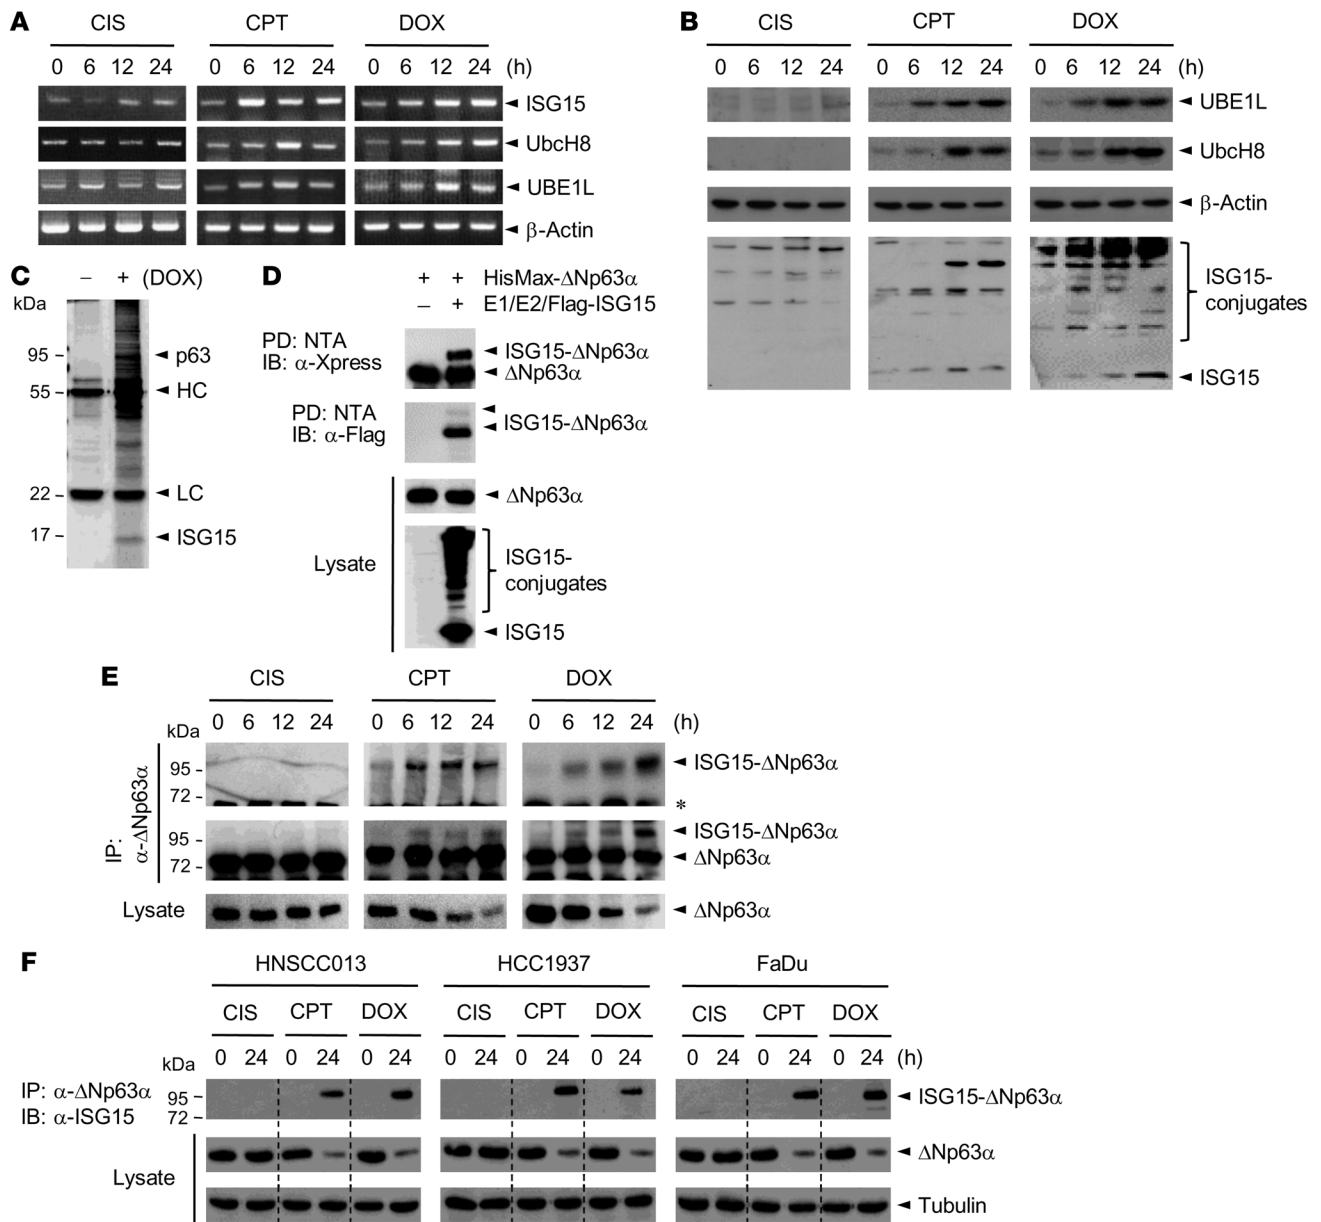 A
CIS CPT DOX
0 6 12 24 0 6 12 24 0 6 12 24 (h)
ISG15
UbcH8
UBE1L
β-Actin
B
CIS CPT DOX
0 6 12 24 0 6 12 24 0 6 12 24 (h)
UBE1L
UbcH8
β-Actin
ISG15-
conjugates
ISG15
C
– + (DOX)
kDa
95 p63
55 HC
22 LC
17 ISG15
D
+ + HisMax-ΔNp63α
– + E1/E2/Flag-ISG15
PD: NTA
IB: α-Xpress
ISG15-ΔNp63α
ΔNp63α
PD: NTA
IB: α-Flag
ISG15-ΔNp63α
ΔNp63α
Lysate
ISG15-
conjugates
ISG15
E
CIS CPT DOX
kDa 0 6 12 24 0 6 12 24 0 6 12 24 (h)
IP:
α-ΔNp63α
95 ISG15-ΔNp63α
72 *
95 ISG15-ΔNp63α
72 ΔNp63α
Lysate ΔNp63α
F
HNSCC013 HCC1937 FaDu
CIS CPT DOX CIS CPT DOX CIS CPT DOX
kDa 0 24 0 24 0 24 0 24 0 24 0 24 0 24 0 24 0 24 (h)
IP: α-ΔNp63α
IB: α-ISG15
95 ISG15-ΔNp63α
72
Lysate
ΔNp63α
Tubulin